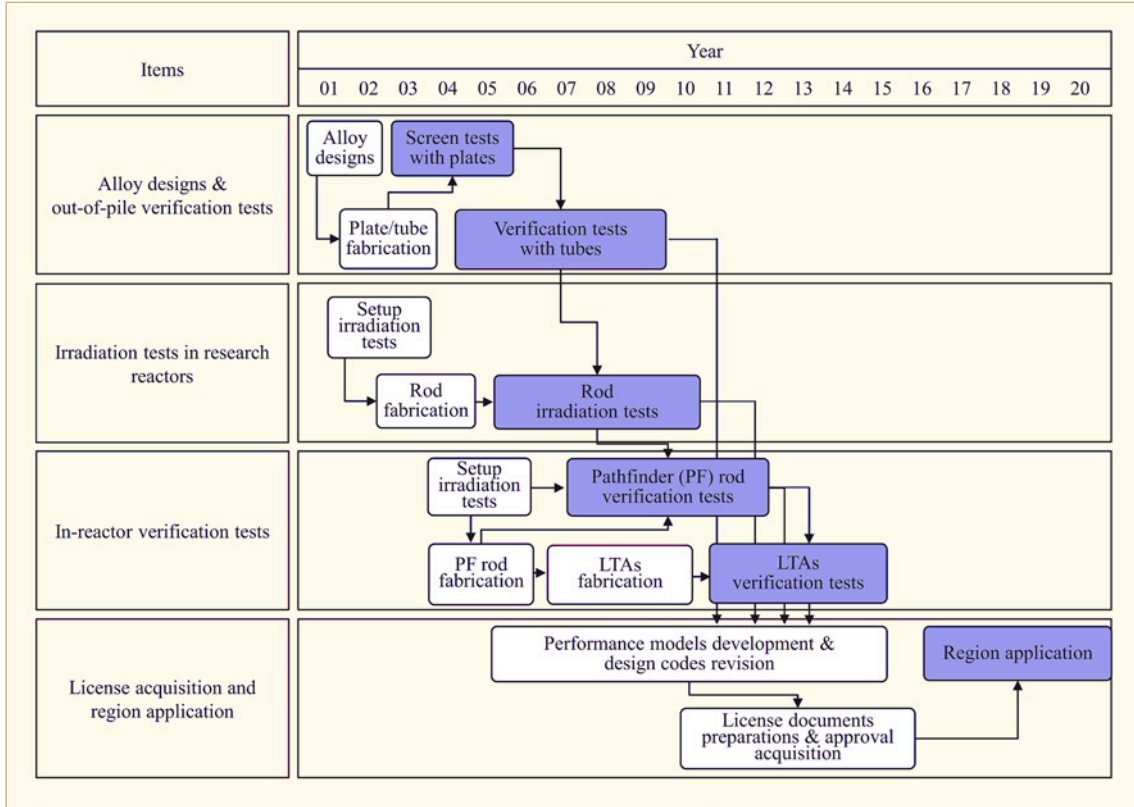 Items
Year
01 02 03 04 05 06 07 08 09 10 11 12 13 14 15 16 17 18 19 20
Alloy designs &
out-of-pile verification tests
Alloy
designs
Screen tests
with plates
Plate/tube
fabrication
Verification tests
with tubes
Irradiation tests in research
reactors
Setup
irradiation
tests
Rod
fabrication
Rod
irradiation tests
In-reactor verification tests
Setup
irradiation
tests
Pathfinder (PF) rod
verification tests
PF rod
fabrication
LTAs
fabrication
LTAs
verification tests
License acquisition and
region application
Performance models development &
design codes revision
Region application
License documents
preparations & approval
acquisition